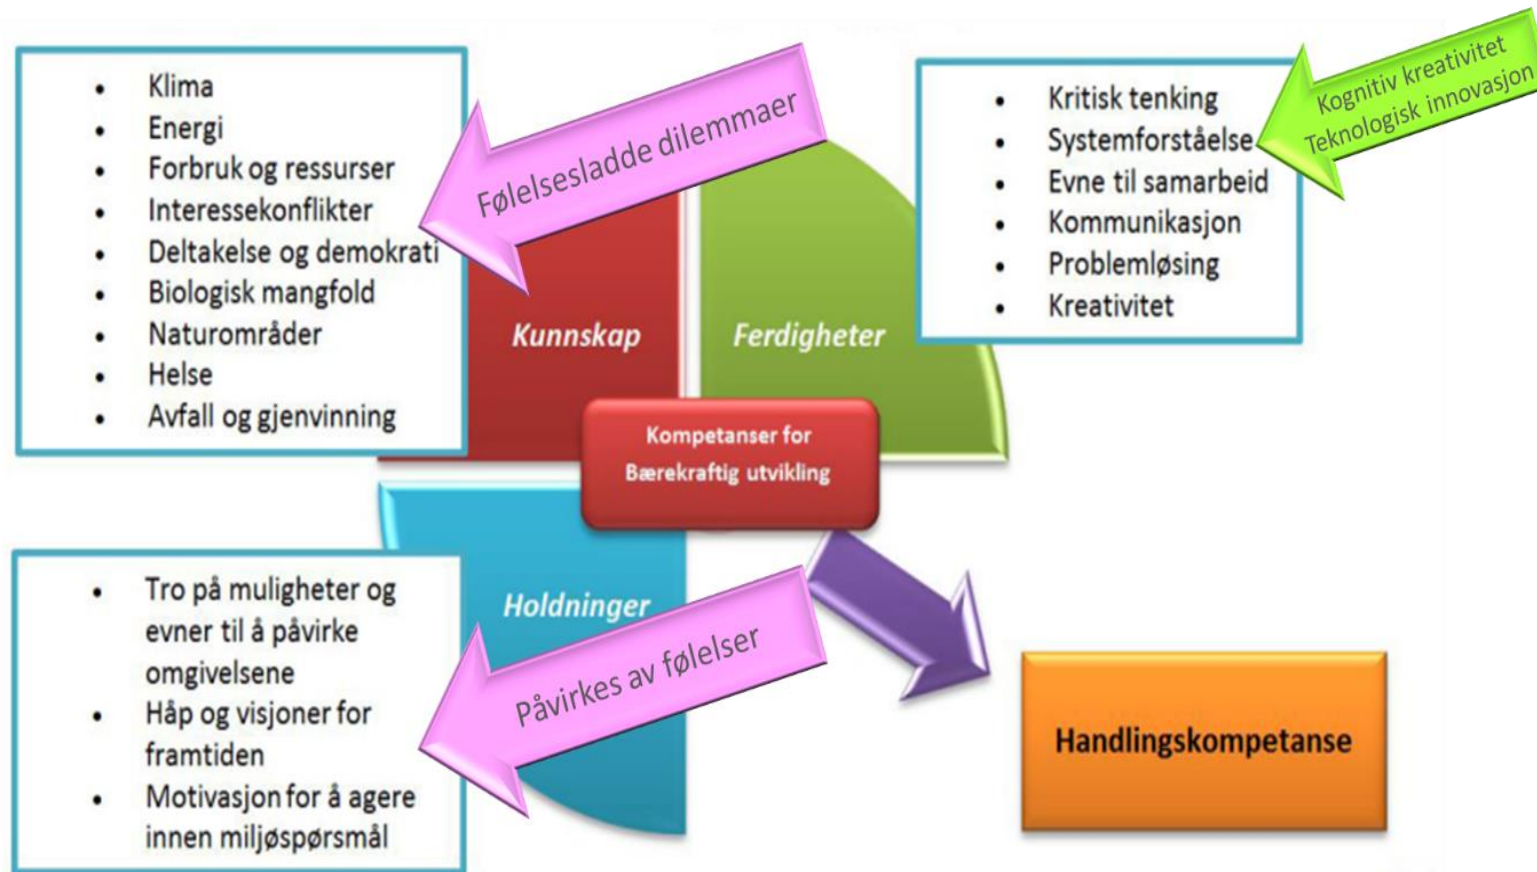 Klima
Energi
Forbruk og ressurser
Interessekonflikter
Deltakelse og demokrati
Biologisk mangfold
Naturområder
Helse
Avfall og gjenvinning
Følelsesladde dilemmaer
Kunnskap
Ferdigheter
Kritisk tenking
Systemforståelse
Evne til samarbeid
Kommunikasjon
Problemløsing
Kreativitet
Kognitiv kreativitet
Teknologisk innovasjon
Kompetanser for
Bærekraftig utvikling
Holdninger
Tro på muligheter og
evner til å påvirke
omgivelsene
Håp og visjoner for
framtiden
Motivasjon for å agere
innen miljøspørsmål
Påvirkes av følelser
Handlingskompetanse